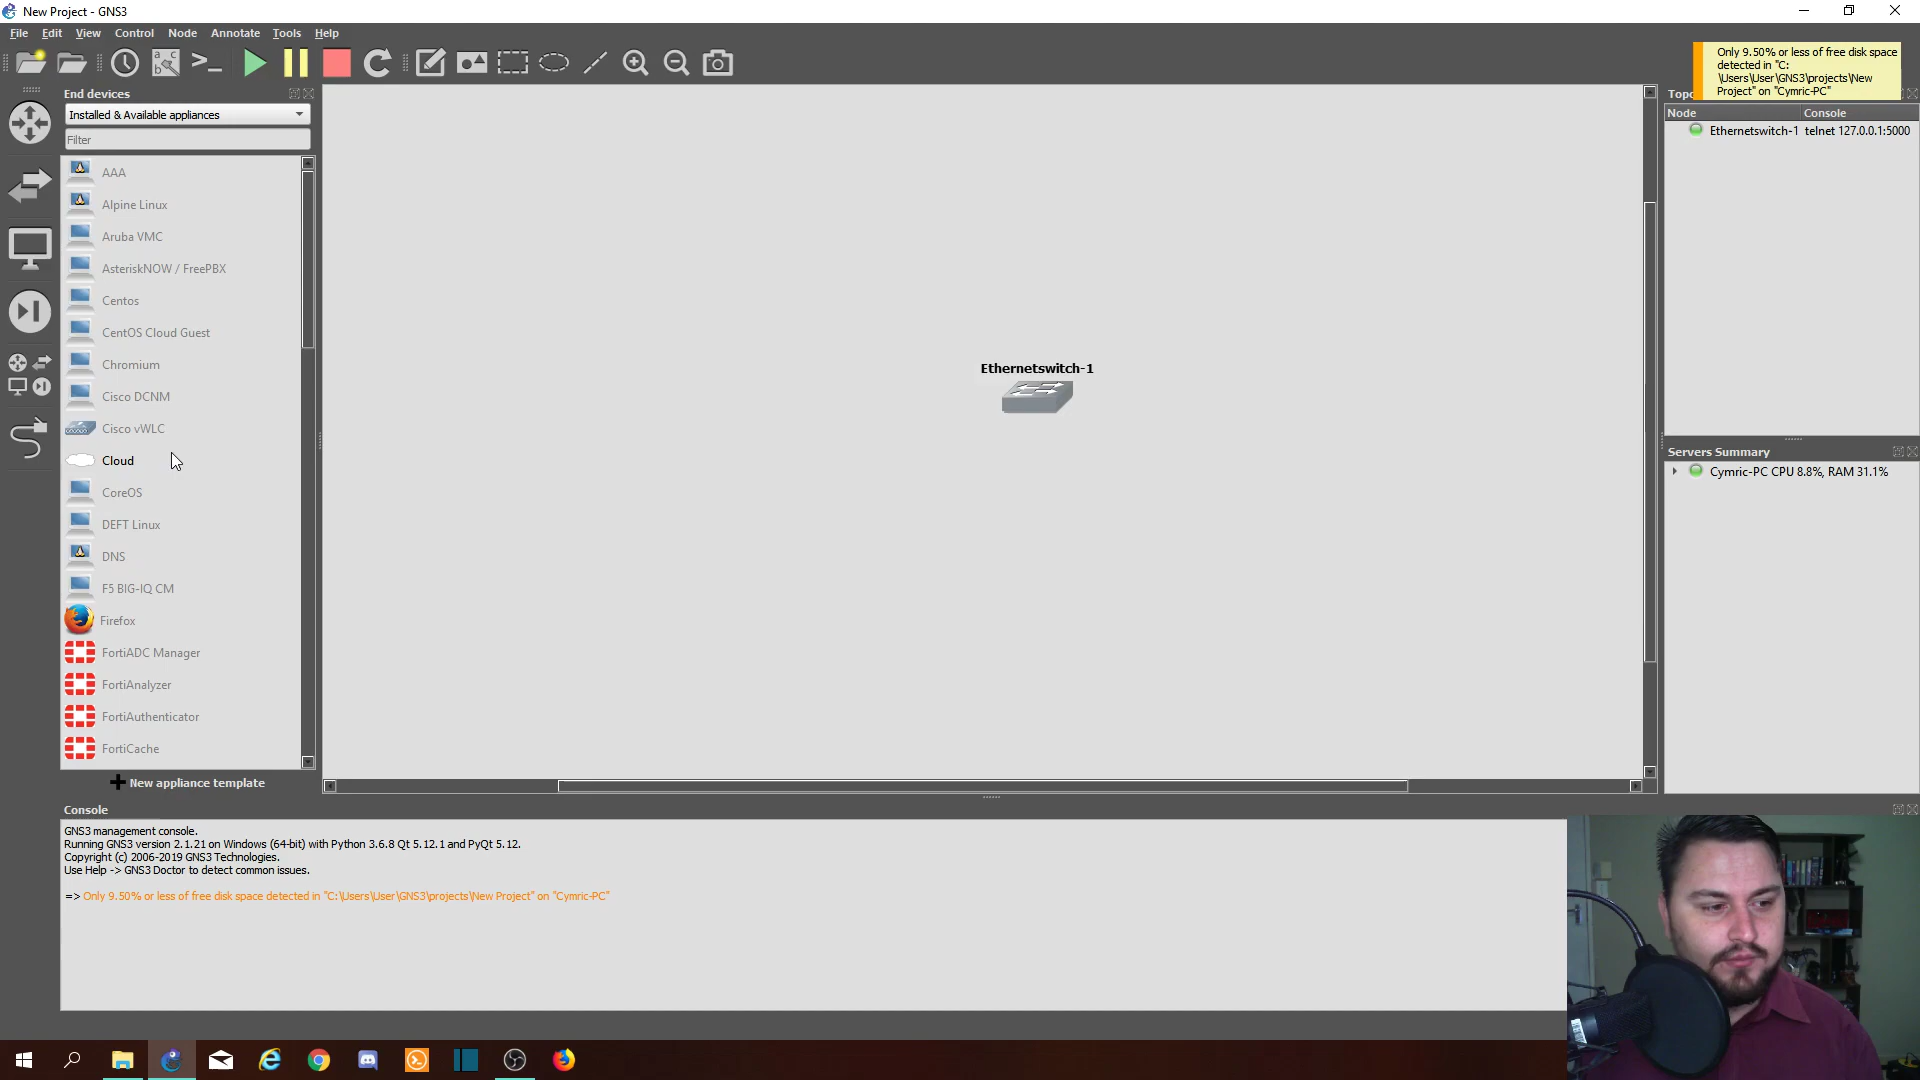 New Project - GNS3
File Edit View Control Node Annotate Tools Help
Only 9.50% or less of free disk space
detected in "C:
\Users\User\GNS3\projects\New
Project" on "Cymric-PC"
End devices
Installed & Available appliances
Filter
AAA
Alpine Linux
Aruba VMC
AsteriskNOW / FreePBX
Centos
CentOS Cloud Guest
Chromium
Cisco DCNM
Cisco vWLC
Cloud
CoreOS
DEFT Linux
DNS
F5 BIG-IQ CM
Firefox
FortiADC Manager
FortiAnalyzer
FortiAuthenticator
FortiCache
New appliance template
Ethernetswitch-1
Node Console
Ethernetswitch-1 telnet 127.0.0.1:5000
Servers Summary
Cymric-PC CPU 8.8%, RAM 31.1%
Console
GNS3 management console.
Running GNS3 version 2.1.21 on Windows (64-bit) with Python 3.6.8 Qt 5.12.1 and PyQt 5.12.
Copyright (c) 2006-2019 GNS3 Technologies.
Use Help -> GNS3 Doctor to detect common issues.
=> Only 9.50% or less of free disk space detected in "C:\Users\User\GNS3\projects\New Project" on "Cymric-PC"